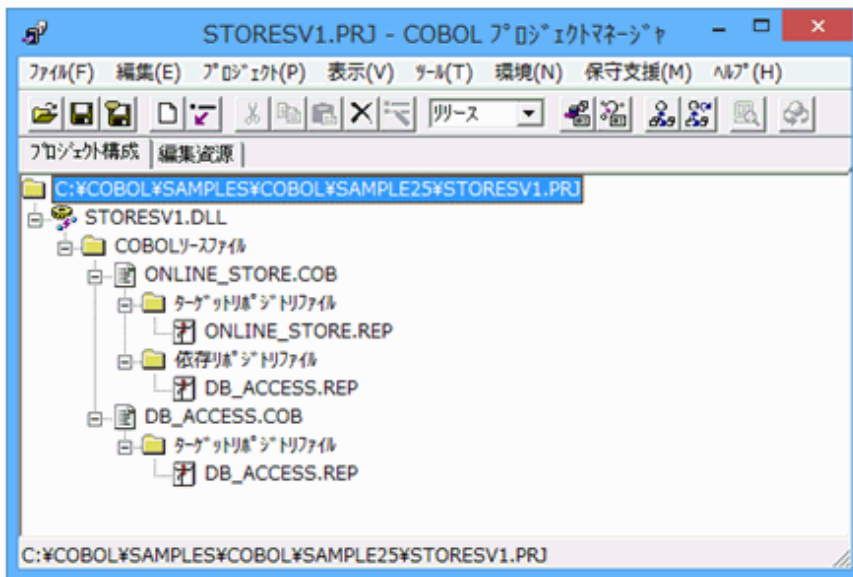 STORESV1.PRJ - COBOL ﾌﾟﾛｼﾞｪｸﾄﾏﾈｰｼﾞｬ
ﾌｧｲﾙ(F) 編集(E) ﾌﾟﾛｼﾞｪｸﾄ(P) 表示(V) ﾂｰﾙ(T) 環境(N) 保守支援(M) ﾍﾙﾌﾟ(H)
ﾘﾘｰｽ
ﾌﾟﾛｼﾞｪｸﾄ構成 編集資源
C:¥COBOL¥SAMPLES¥COBOL¥SAMPLE25¥STORESV1.PRJ
STORESV1.DLL
COBOLｿｰｽﾌｧｲﾙ
ONLINE_STORE.COB
ﾀｰｹﾞｯﾄﾘﾎﾟｼﾞﾄﾘﾌｧｲﾙ
ONLINE_STORE.REP
依存ﾘﾎﾟｼﾞﾄﾘﾌｧｲﾙ
DB_ACCESS.REP
DB_ACCESS.COB
ﾀｰｹﾞｯﾄﾘﾎﾟｼﾞﾄﾘﾌｧｲﾙ
DB_ACCESS.REP
C:¥COBOL¥SAMPLES¥COBOL¥SAMPLE25¥STORESV1.PRJ